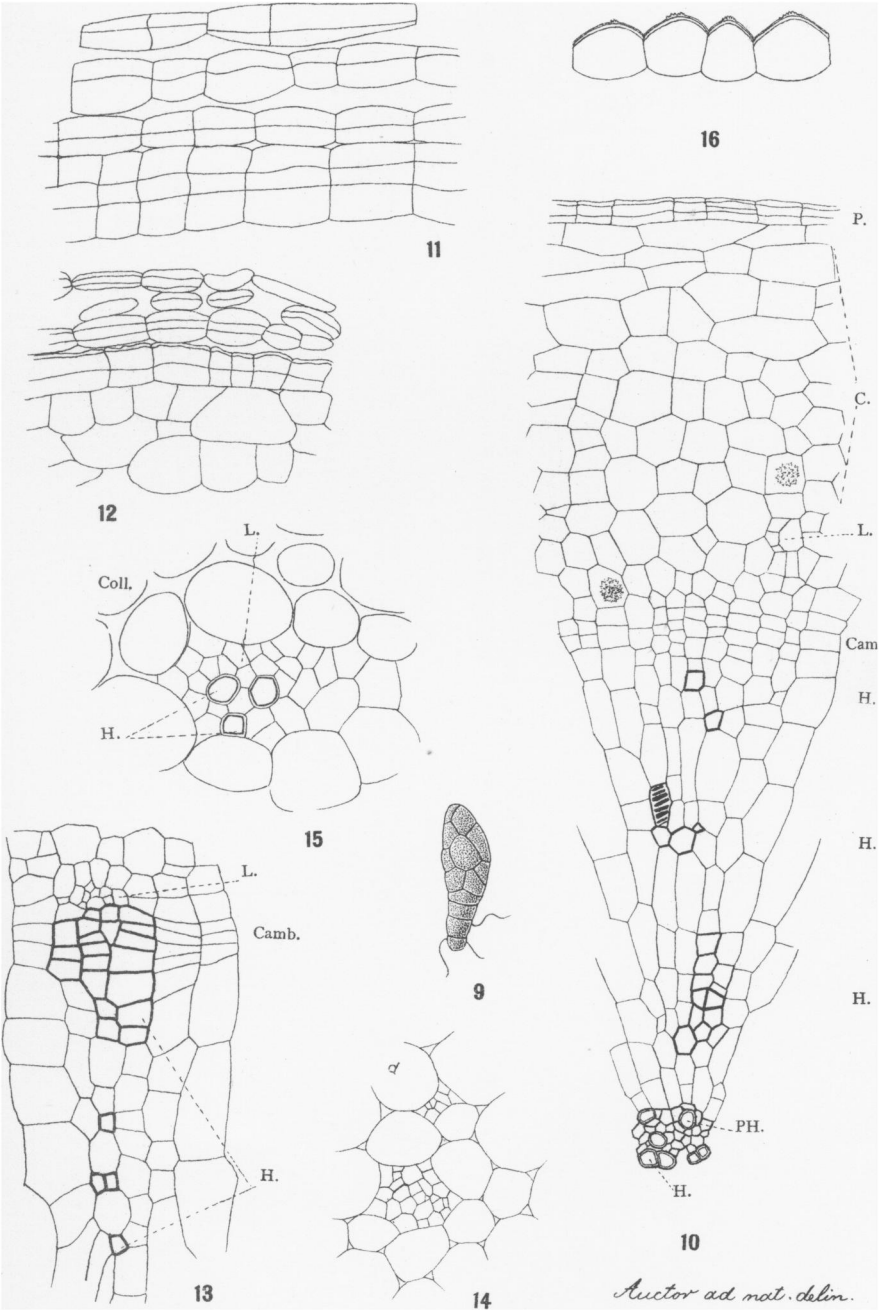 16
P.
11
C.
12
L.
L.
Coll.
Cam
H.
H.
15
H.
L.
Camb.
9
H.
d
PH.
H.
H.
10
13
14
Auctor ad nat. delin.